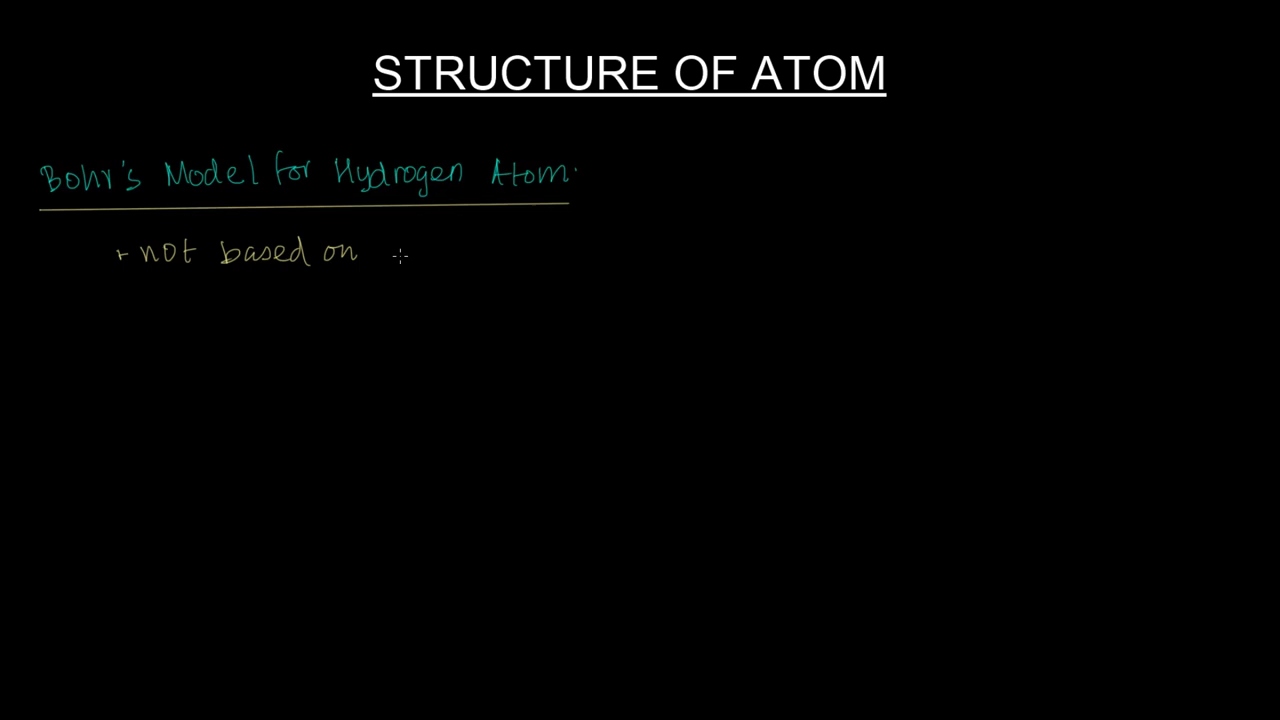 STRUCTURE OF ATOM
Bohr's Model for Hydrogen Atom.
+ not based on